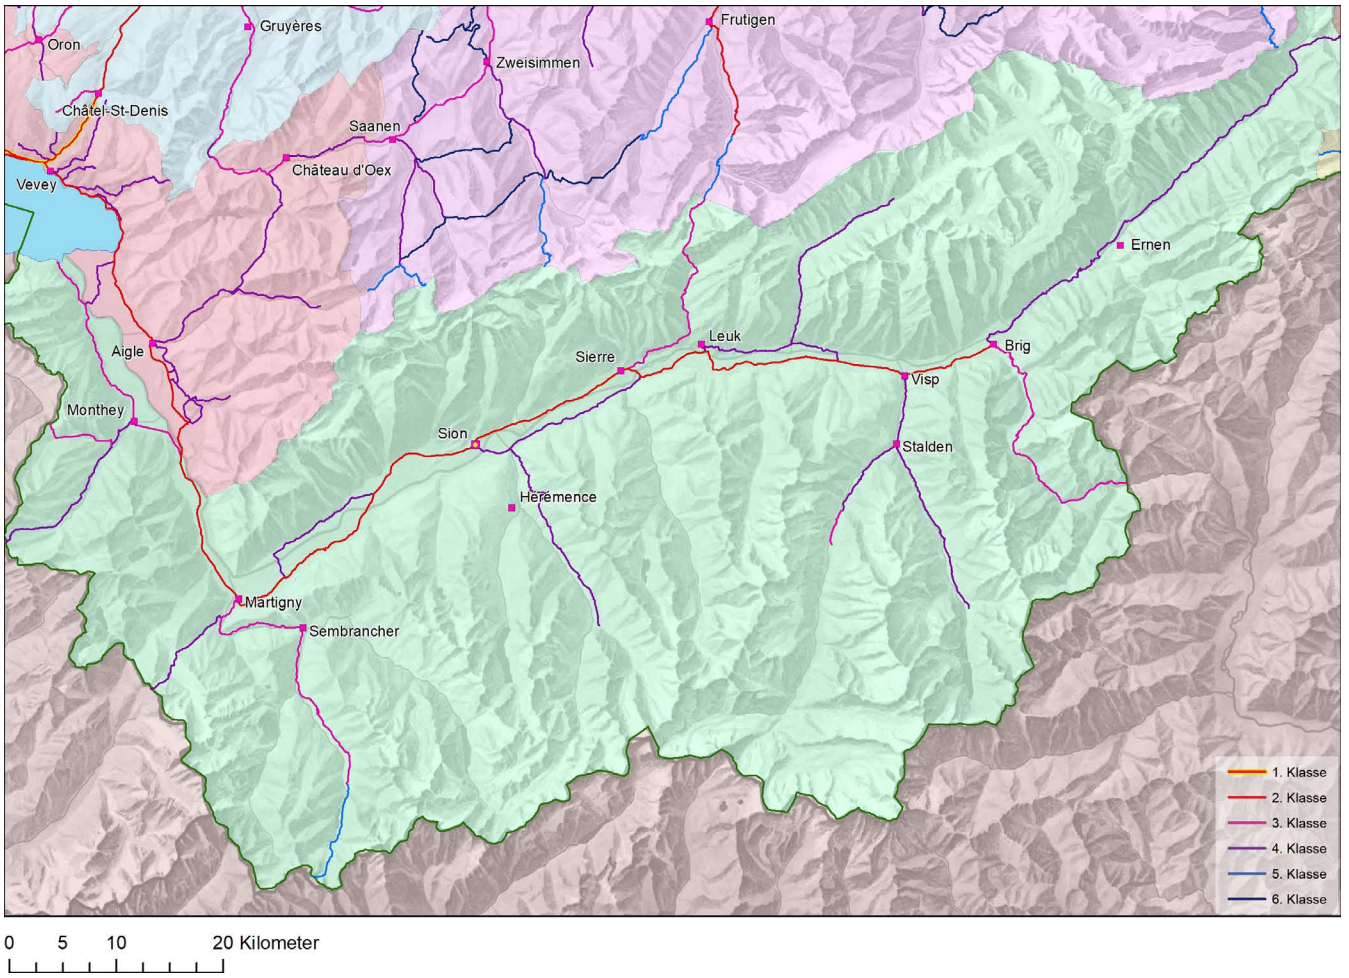 Frutigen
Gruyères
Oron
Zweisimmen
Châtel-St-Denis
Saanen
Château d'Oex
Vevey
Ernen
Leuk
Brig
Aigle
Sierre
Visp
Monthey
Sion
Stalden
Hérémence
Martigny
Sembrancher
1. Klasse
2. Klasse
3. Klasse
4. Klasse
5. Klasse
6. Klasse
0 5 10 20 Kilometer